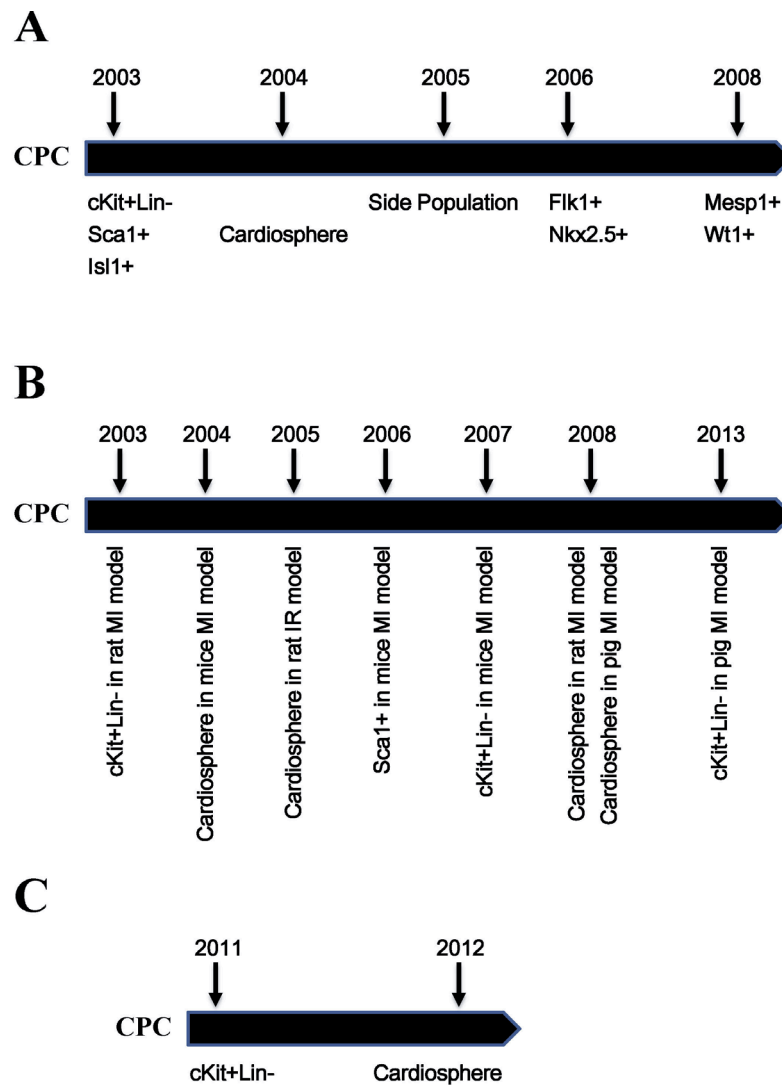 A
2003 2004 2005 2006 2008
CPC
cKit+Lin- Side Population Flk1+ Mesp1+
Sca1+ Cardiosphere Nkx2.5+ Wt1+
Isl1+
B
2003 2004 2005 2006 2007 2008 2013
CPC
cKit+Lin- in rat MI model
Cardiosphere in mice MI model
Cardiosphere in rat IR model
Sca1+ in mice MI model
cKit+Lin- in mice MI model
Cardiosphere in rat MI model
Cardiosphere in pig MI model
cKit+Lin- in pig MI model
C
2011 2012
CPC
cKit+Lin- Cardiosphere